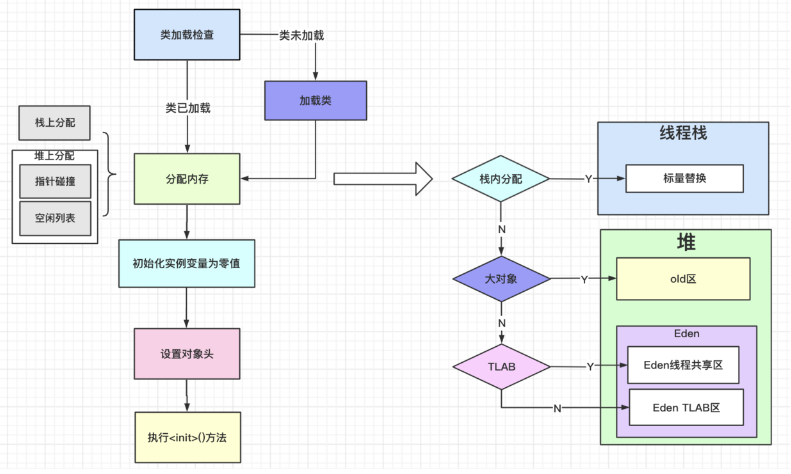 类加载检查
类未加载
加载类
类已加载
栈上分配
堆上分配
指针碰撞
空闲列表
分配内存
初始化实例变量为零值
设置对象头
执行<init>()方法
栈内分配
Y
线程栈
标量替换
N
大对象
Y
堆
old区
N
TLAB
Y
Eden
Eden线程共享区
N
Eden TLAB区